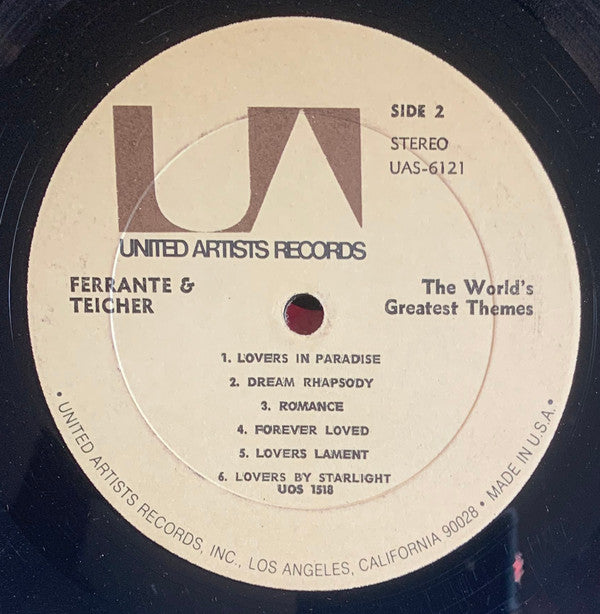 UA
SIDE 2
STEREO
UAS-6121
UNITED ARTISTS RECORDS
FERRANTE &
TEICHER
The World's
Greatest Themes
1. LOVERS IN PARADISE
2. DREAM RHAPSODY
3. ROMANCE
4. FOREVER LOVED
5. LOVERS LAMENT
6. LOVERS BY STARLIGHT
UOS 1518
• UNITED ARTISTS RECORDS, INC., LOS ANGELES, CALIFORNIA 90028 • MADE IN U.S.A. •